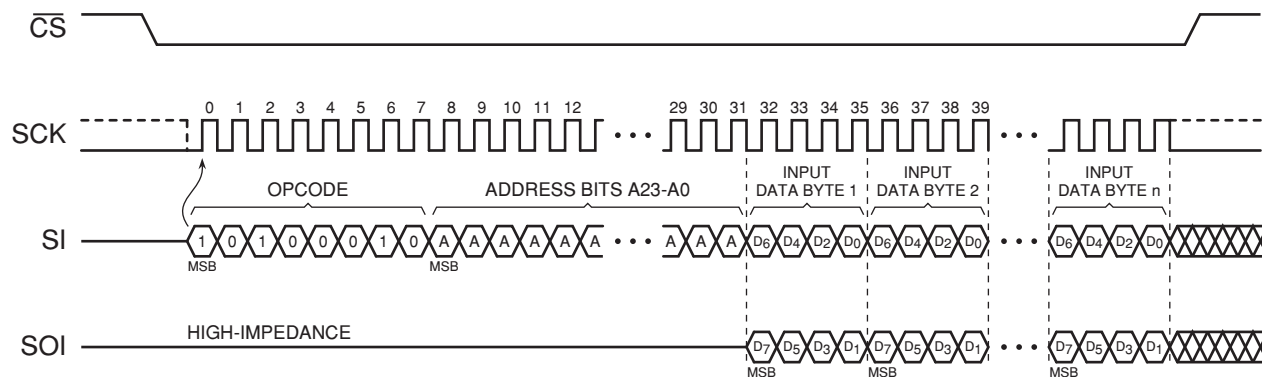 CS
SCK
0 1 2 3 4 5 6 7 8 9 10 11 12 29 30 31 32 33 34 35 36 37 38 39
OPCODE
ADDRESS BITS A23-A0
INPUT
DATA BYTE 1
INPUT
DATA BYTE 2
INPUT
DATA BYTE n
SI
1 0 1 0 0 0 1 0 A A A A A A A A A D6 D4 D2 D0 D6 D4 D2 D0 D6 D4 D2 D0
MSB MSB
HIGH-IMPEDANCE
SOI
D7 D5 D3 D1 D7 D5 D3 D1 D7 D5 D3 D1
MSB MSB MSB